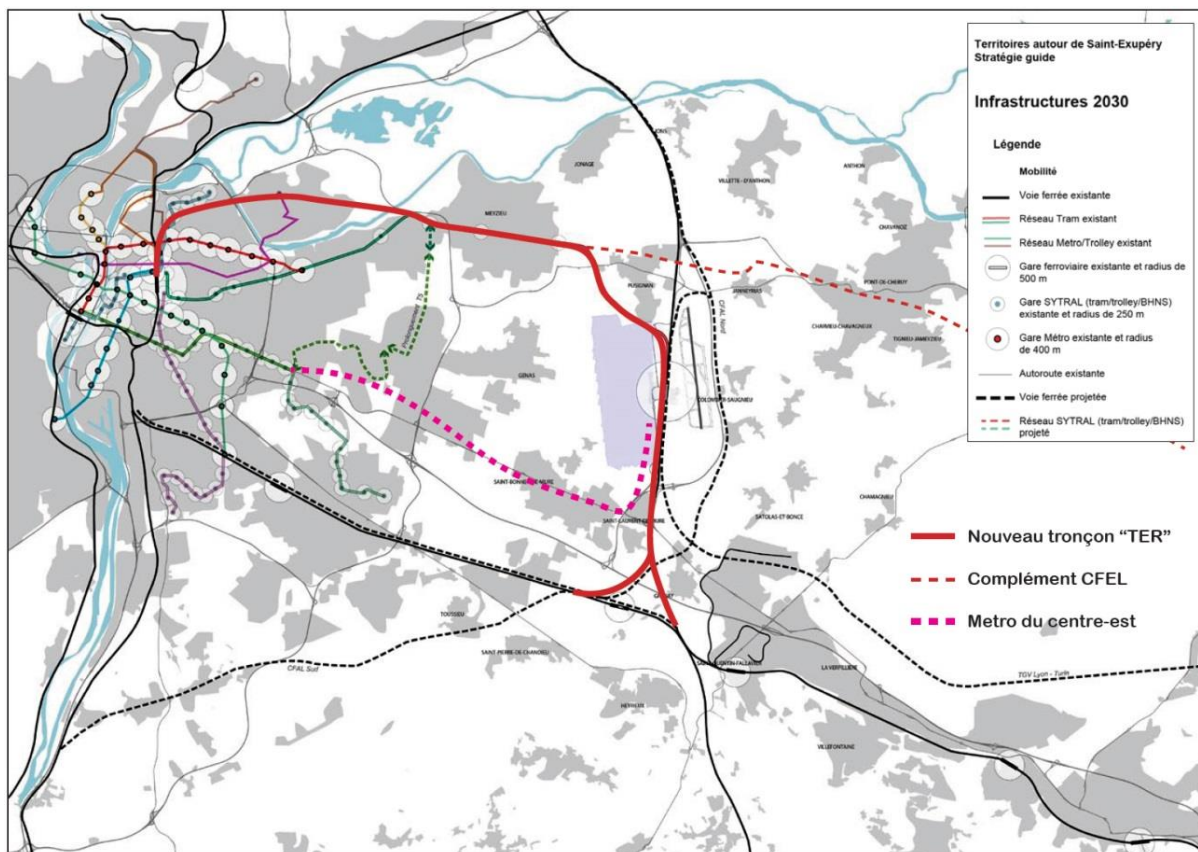 Territoires autour de Saint-Exupéry
Stratégie guide
Infrastructures 2030
Légende
Mobilité
Voie ferrée existante
Réseau Tram existant
Réseau Metro/Trolley existant
Gare ferroviaire existante et radius de
500 m
Gare SYTRAL (tram/trolley/BHNS)
existante et radius de 250 m
Gare Métro existante et radius
de 400 m
Autoroute existante
Voie ferrée projetée
Réseau SYTRAL (tram/trolley/BHNS)
projeté
Nouveau tronçon “TER”
Complément CFEL
Metro du centre-est
JONS
JONAGE
VILLETTE - D'ANTHON
ANTHON
MEYZIEU
CHAVANOZ
PUSIGNAN
JANNEYRIAS
PONT-DE-CHERUY
CHARVIEU-CHAVAGNEUX
TIGNIEU-JAMEYZIEU
CFAL Nord
GENAS
COLOMBIER-SAUGNIEU
SAINT-BONNET-DE-MURE
SAINT-LAURENT-DE-MURE
SATOLAS-ET-BONCE
CHAMAGNIEU
TOUSSIEU
GRENAY
SAINT-PIERRE-DE-CHANDIEU
CFAL Sud
SAINT-QUENTIN-FALLAVIER
LA VERPILLIERE
TGV Lyon - Turin
HEYRIEUX
VILLEFONTAINE